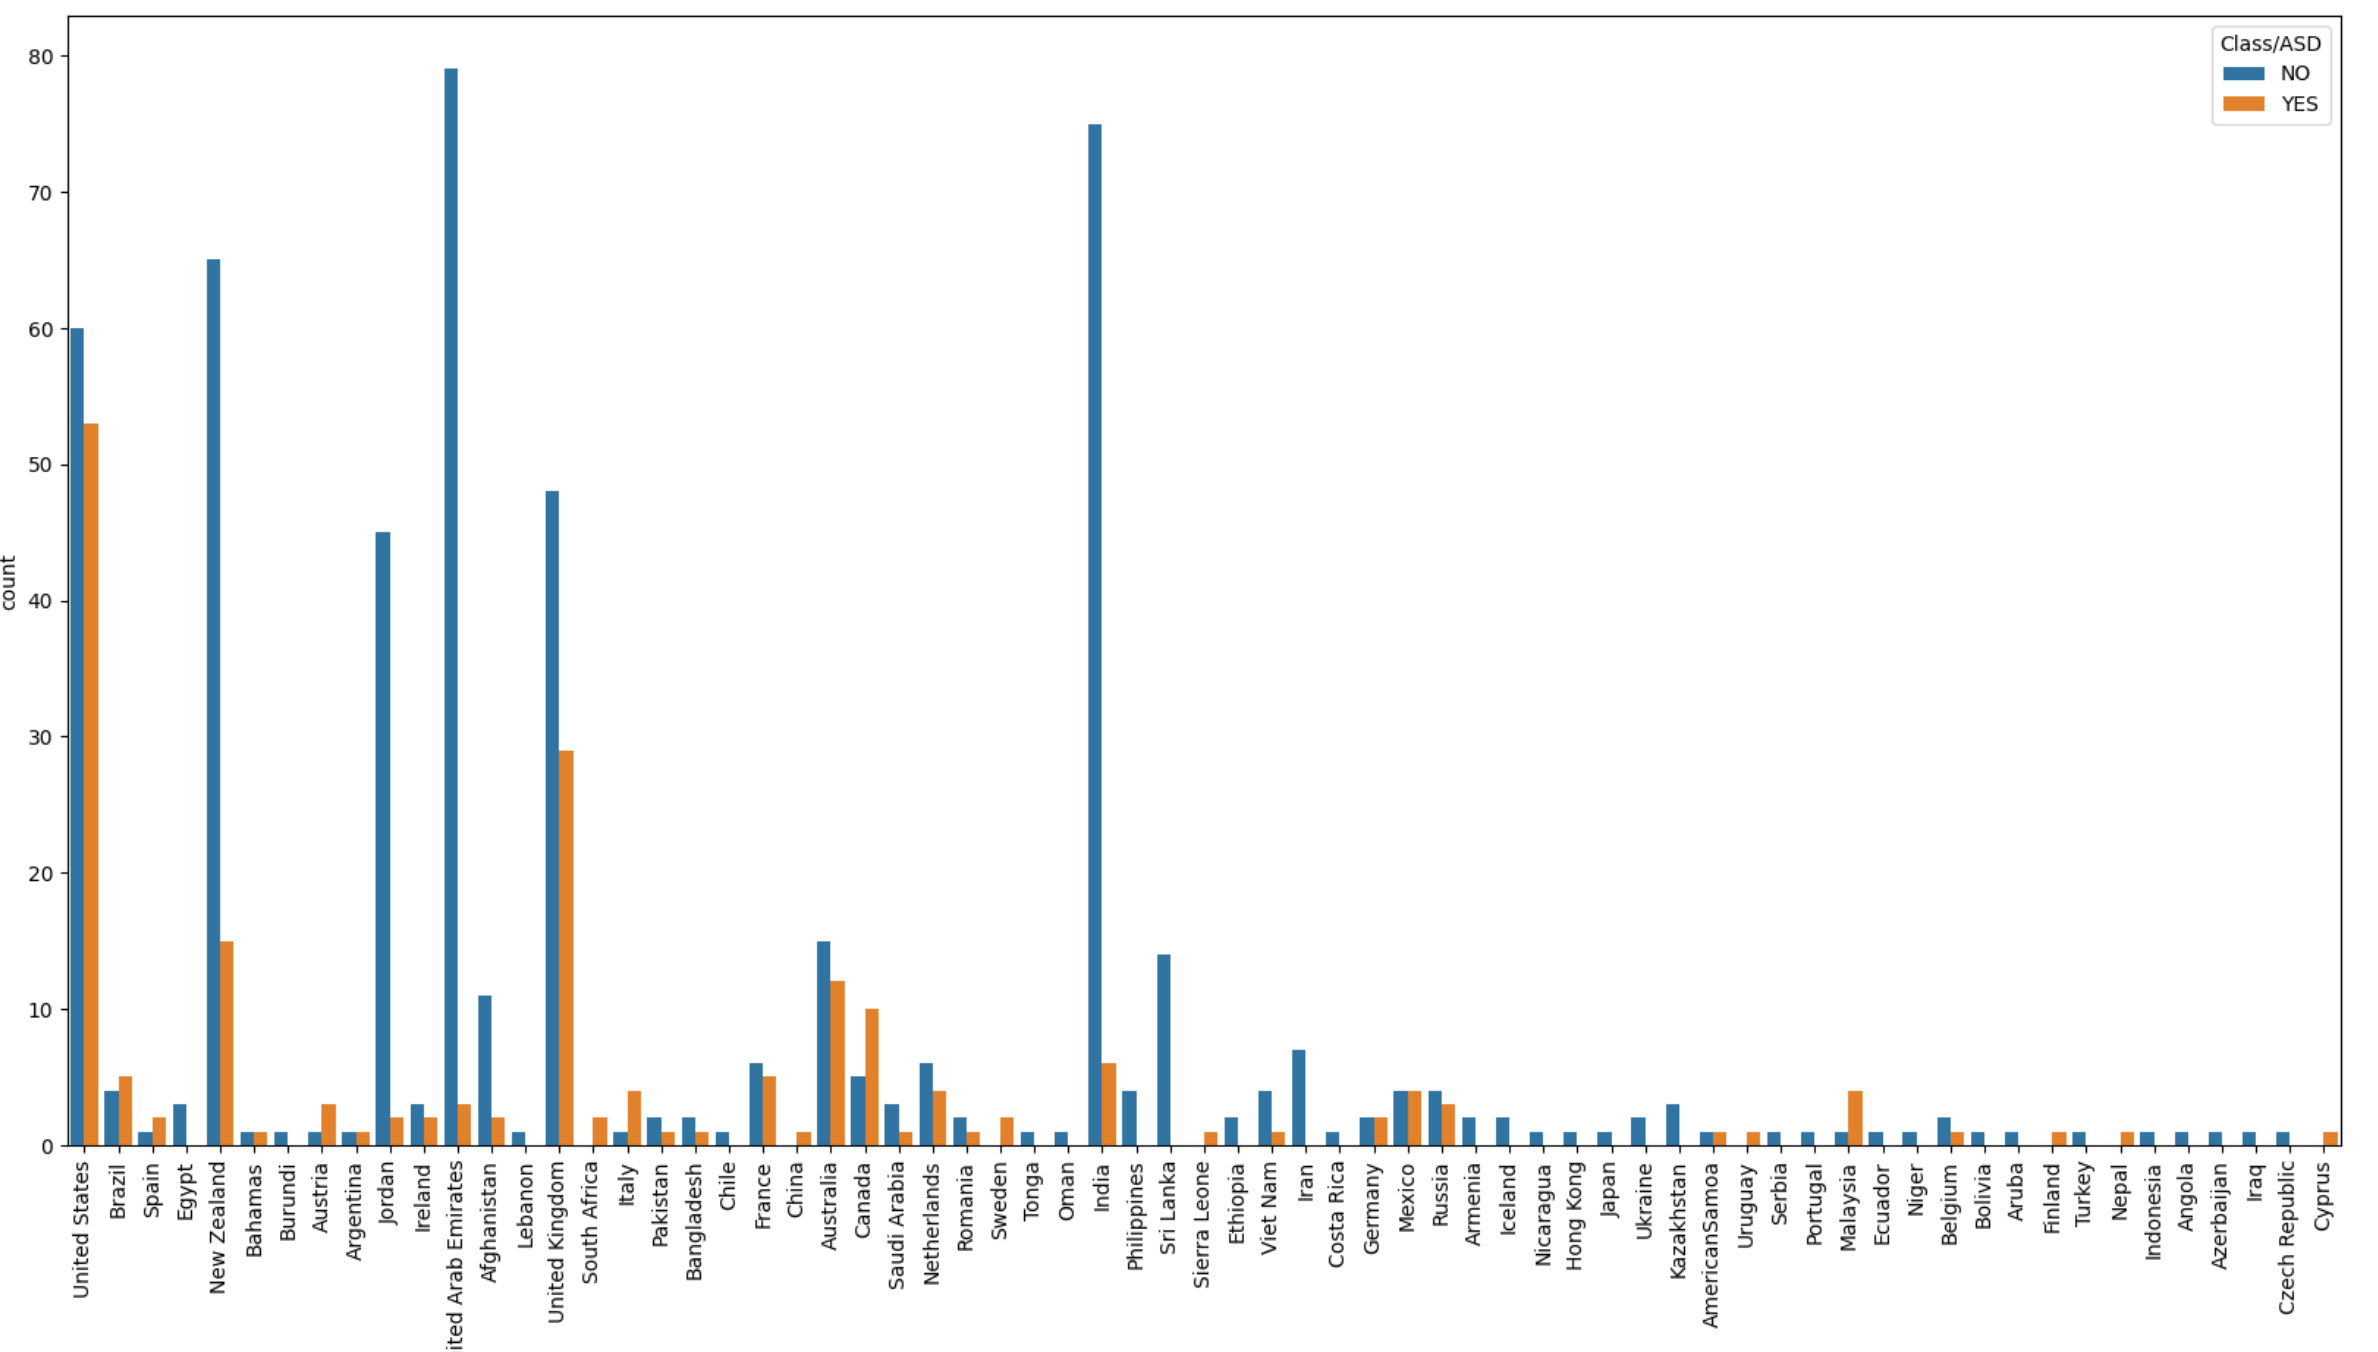 Class/ASD
NO
YES
80
70
60
50
40
30
20
10
0
count
United States
Brazil
Spain
Egypt
New Zealand
Bahamas
Burundi
Austria
Argentina
Jordan
Ireland
ited Arab Emirates
Afghanistan
Lebanon
United Kingdom
South Africa
Italy
Pakistan
Bangladesh
Chile
France
China
Australia
Canada
Saudi Arabia
Netherlands
Romania
Sweden
Tonga
Oman
India
Philippines
Sri Lanka
Sierra Leone
Ethiopia
Viet Nam
Iran
Costa Rica
Germany
Mexico
Russia
Armenia
Iceland
Nicaragua
Hong Kong
Japan
Ukraine
Kazakhstan
AmericanSamoa
Uruguay
Serbia
Portugal
Malaysia
Ecuador
Niger
Belgium
Bolivia
Aruba
Finland
Turkey
Nepal
Indonesia
Angola
Azerbaijan
Iraq
Czech Republic
Cyprus